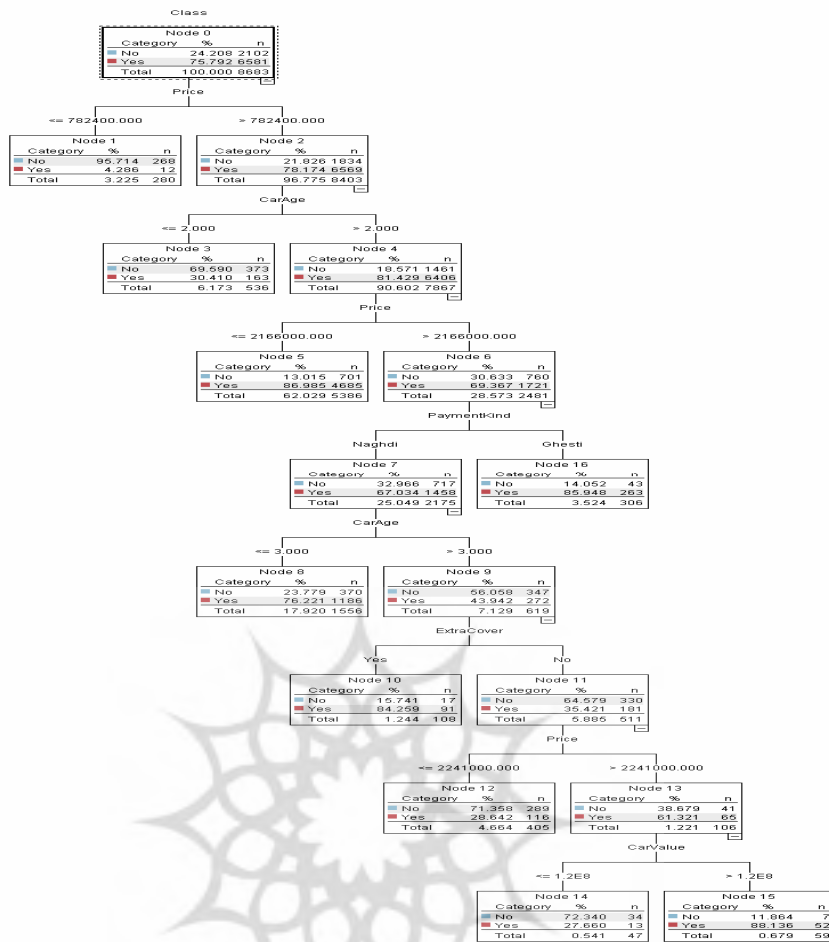 Class
Node 0
Category % n
No 24.208 2102
Yes 75.792 6581
Total 100.000 8683
Price
<= 782400.000 > 782400.000
Node 1
Category % n
No 95.714 268
Yes 4.286 12
Total 3.225 280
Node 2
Category % n
No 21.826 1834
Yes 78.174 6569
Total 96.775 8403
CarAge
<= 2.000 > 2.000
Node 3
Category % n
No 69.590 373
Yes 30.410 163
Total 6.173 536
Node 4
Category % n
No 18.571 1461
Yes 81.429 6406
Total 90.602 7867
Price
<= 2166000.000 > 2166000.000
Node 5
Category % n
No 13.015 701
Yes 86.985 4685
Total 62.029 5386
Node 6
Category % n
No 30.633 760
Yes 69.367 1721
Total 28.573 2481
PaymentKind
Naghdi Ghesti
Node 7
Category % n
No 32.966 717
Yes 67.034 1458
Total 25.049 2175
Node 16
Category % n
No 14.052 43
Yes 85.948 263
Total 3.524 306
CarAge
<= 3.000 > 3.000
Node 8
Category % n
No 23.779 370
Yes 76.221 1186
Total 17.920 1556
Node 9
Category % n
No 56.058 347
Yes 43.942 272
Total 7.129 619
ExtraCover
Yes No
Node 10
Category % n
No 15.741 17
Yes 84.259 91
Total 1.244 108
Node 11
Category % n
No 64.579 330
Yes 35.421 181
Total 5.885 511
Price
<= 2241000.000 > 2241000.000
Node 12
Category % n
No 71.358 289
Yes 28.642 116
Total 4.664 405
Node 13
Category % n
No 38.679 41
Yes 61.321 65
Total 1.221 106
CarValue
<= 1.2E8 > 1.2E8
Node 14
Category % n
No 72.340 34
Yes 27.660 13
Total 0.541 47
Node 15
Category % n
No 11.864 7
Yes 88.136 52
Total 0.679 59